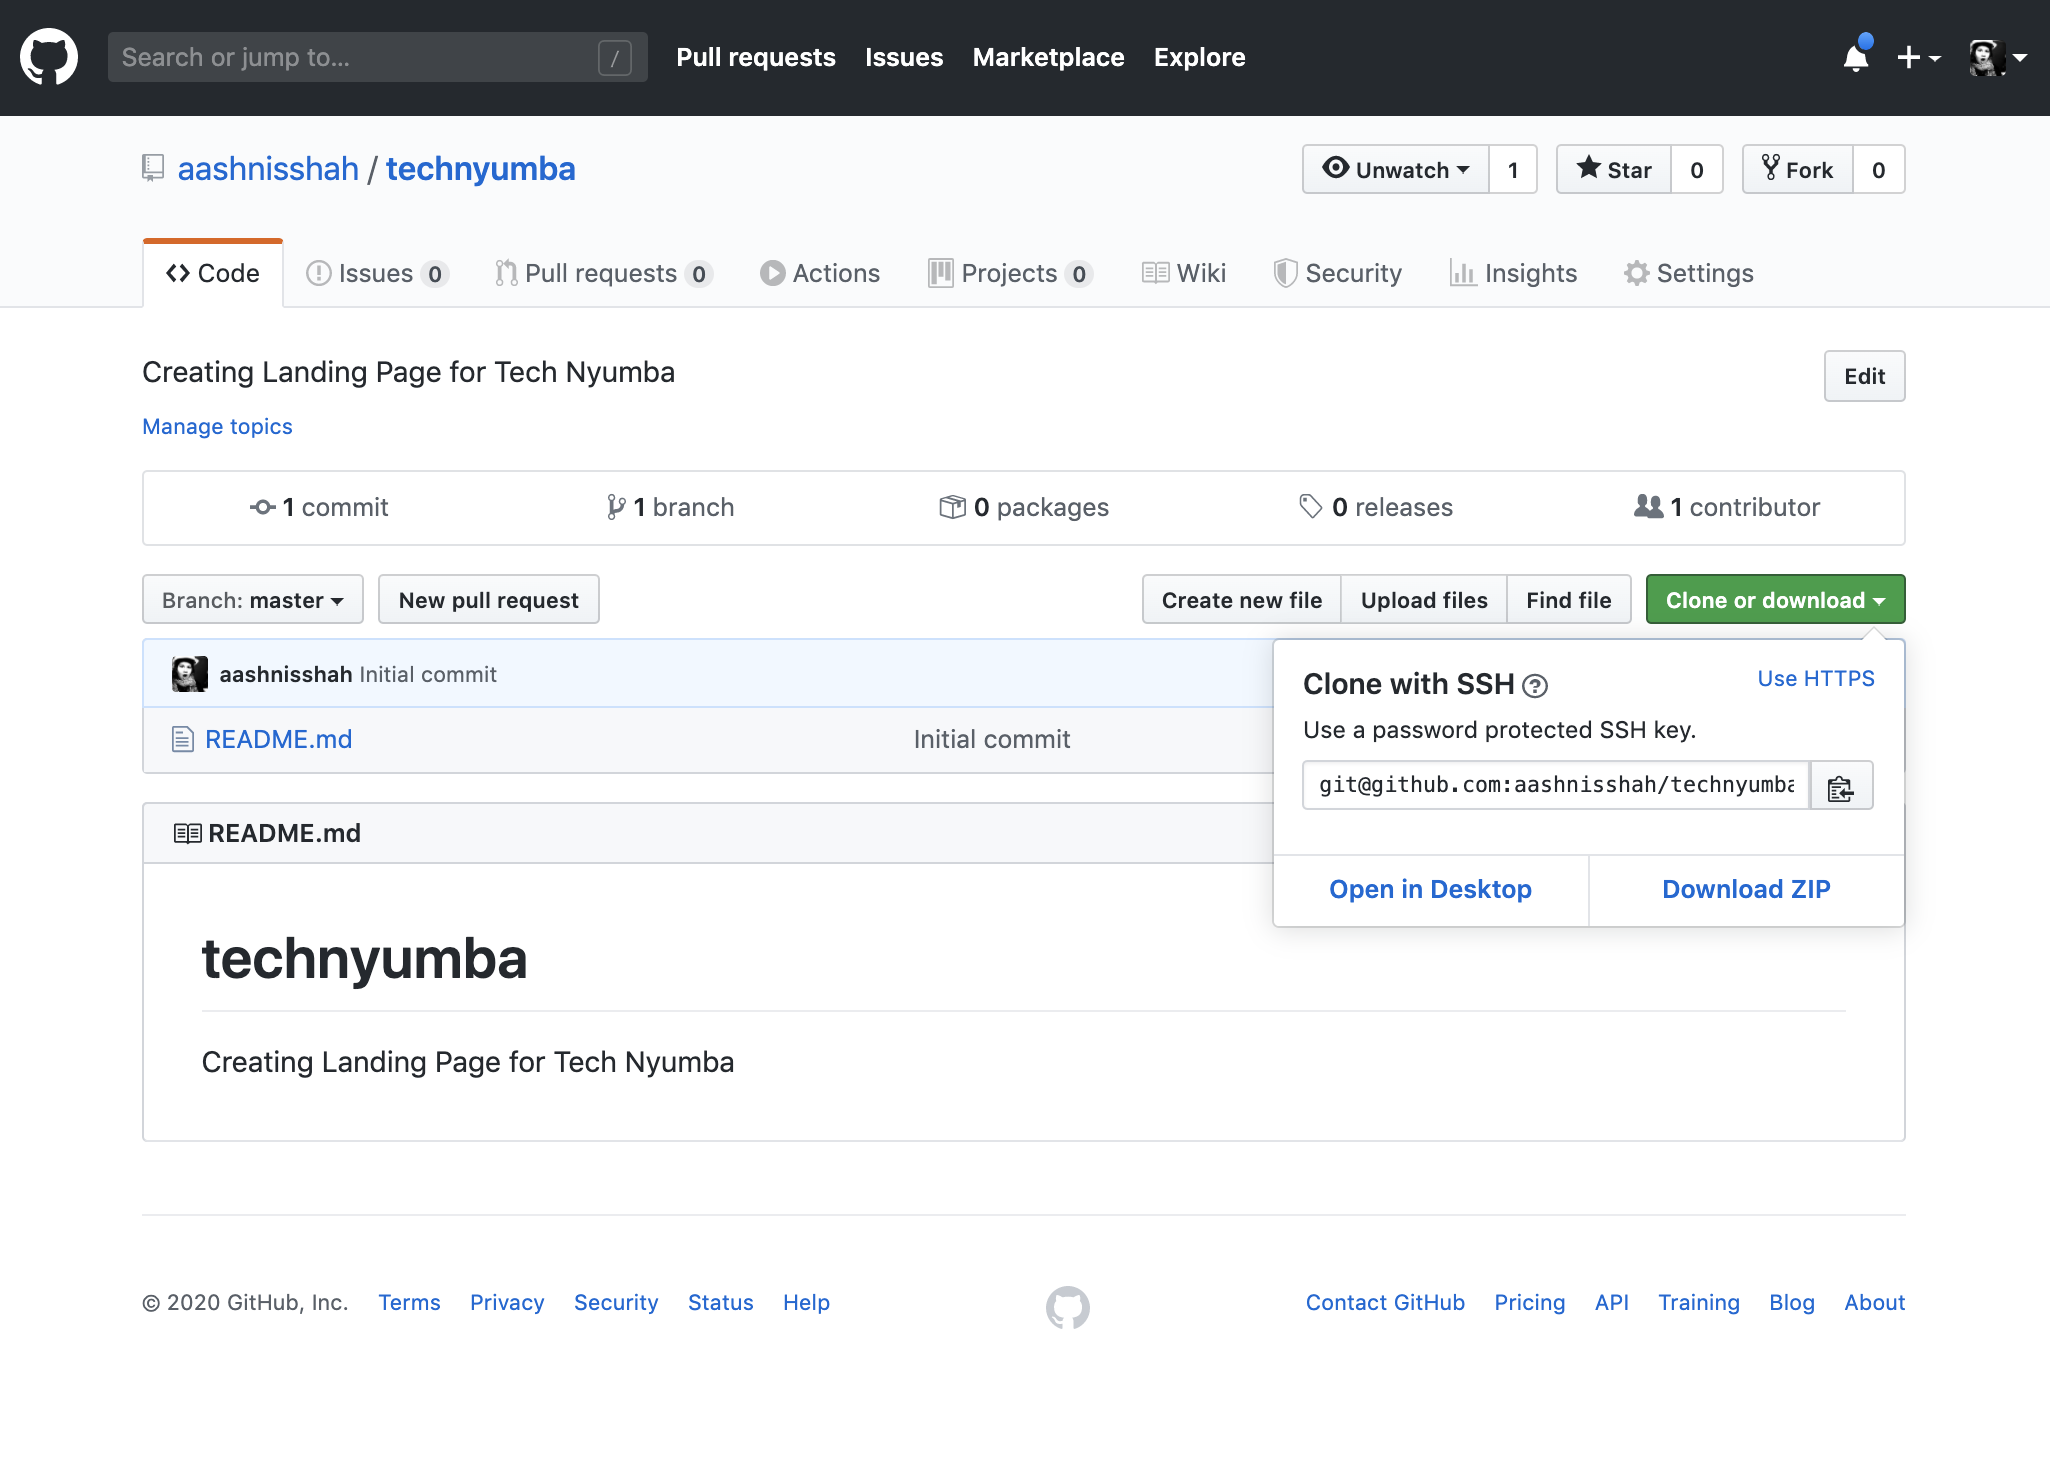 Search or jump to... /
Pull requests Issues Marketplace Explore
aashnisshah / technyumba
Unwatch 1 Star 0 Fork 0
Code Issues 0 Pull requests 0 Actions Projects 0 Wiki Security Insights Settings
Creating Landing Page for Tech Nyumba
Edit
Manage topics
1 commit 1 branch 0 packages 0 releases 1 contributor
Branch: master New pull request Create new file Upload files Find file Clone or download
aashnisshah Initial commit
README.md Initial commit
Clone with SSH ? Use HTTPS
Use a password protected SSH key.
git@github.com:aashnisshah/technyumba
Open in Desktop Download ZIP
README.md
technyumba
Creating Landing Page for Tech Nyumba
© 2020 GitHub, Inc. Terms Privacy Security Status Help Contact GitHub Pricing API Training Blog About